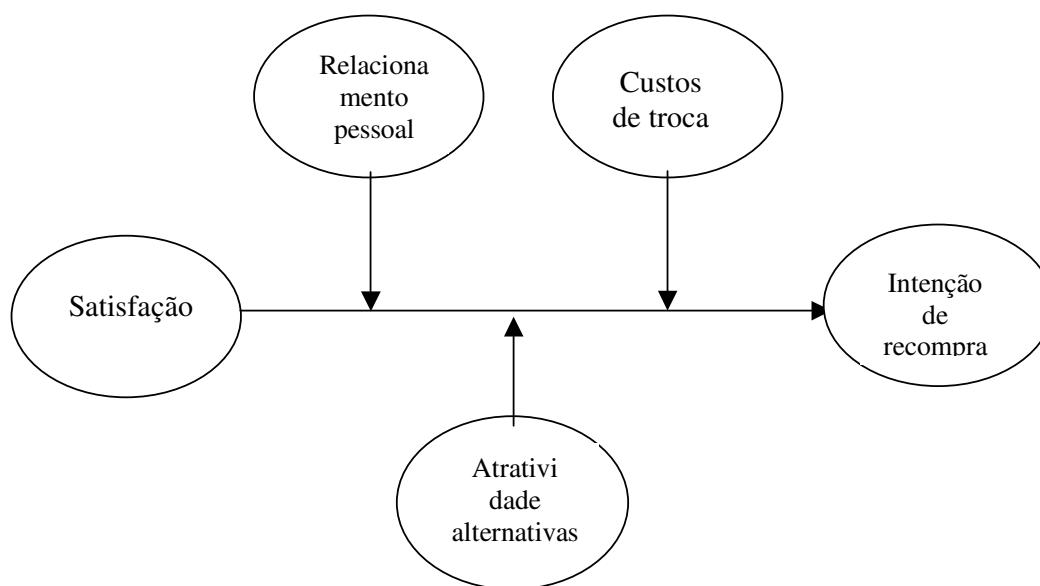 Relaciona
mento
pessoal
Custos
de troca
Satisfação
Intenção
de
recompra
Atrativi
dade
alternativas